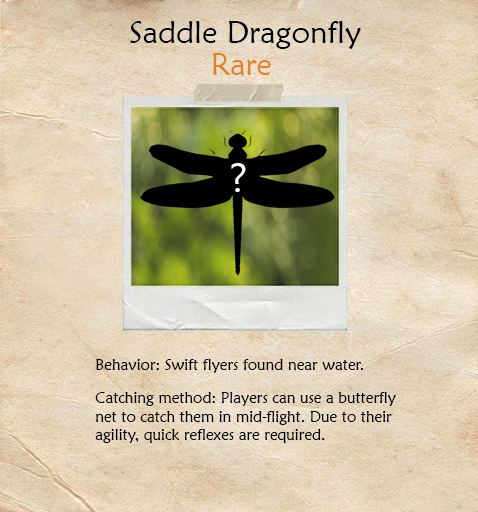 Saddle Dragonfly
Rare
?
Behavior: Swift flyers found near water.
Catching method: Players can use a butterfly
net to catch them in mid-flight. Due to their
agility, quick reflexes are required.